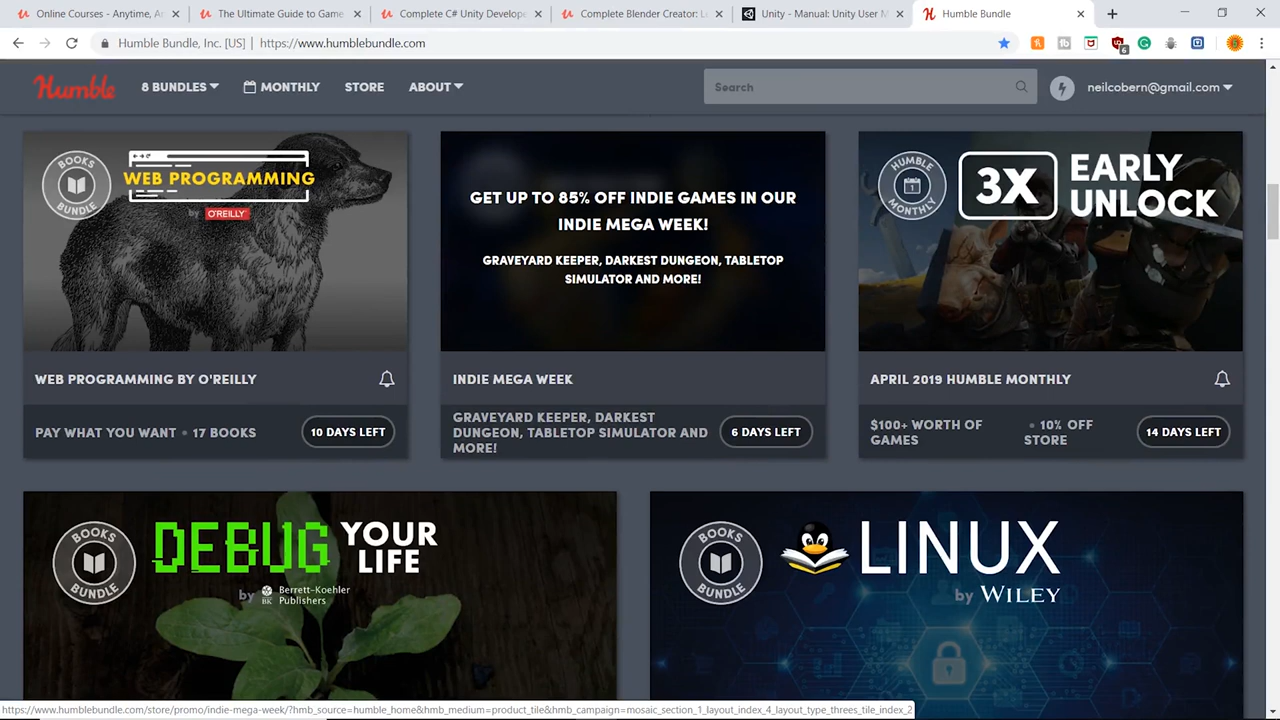 Online Courses - Anytime, A
The Ultimate Guide to Game
Complete C# Unity Develope
Complete Blender Creator: L
Unity - Manual: Unity User M
Humble Bundle
Humble Bundle, Inc. [US]
https://www.humblebundle.com
6
Humble
8 BUNDLES
MONTHLY
STORE
ABOUT
Search
neilcobern@gmail.com
BOOKS
BUNDLE
WEB PROGRAMMING
by O'REILLY
GET UP TO 85% OFF INDIE GAMES IN OUR
INDIE MEGA WEEK!
GRAVEYARD KEEPER, DARKEST DUNGEON, TABLETOP
SIMULATOR AND MORE!
HUMBLE
MONTHLY
3X
EARLY
UNLOCK
WEB PROGRAMMING BY O'REILLY
INDIE MEGA WEEK
APRIL 2019 HUMBLE MONTHLY
PAY WHAT YOU WANT • 17 BOOKS
10 DAYS LEFT
GRAVEYARD KEEPER, DARKEST
DUNGEON, TABLETOP SIMULATOR AND
MORE!
6 DAYS LEFT
$100+ WORTH OF
GAMES
• 10% OFF
STORE
14 DAYS LEFT
BOOKS
BUNDLE
DEBUG YOUR
LIFE
by BK Berrett-Koehler
Publishers
BOOKS
BUNDLE
LINUX
by WILEY
https://www.humblebundle.com/store/promo/indie-mega-week/?hmb_source=humble_home&hmb_medium=product_tile&hmb_campaign=mosaic_section_1_layout_index_4_layout_type_threes_tile_index_2